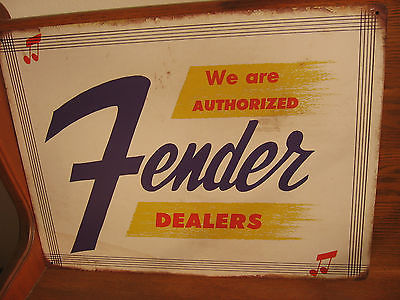 We are
AUTHORIZED
Fender
DEALERS